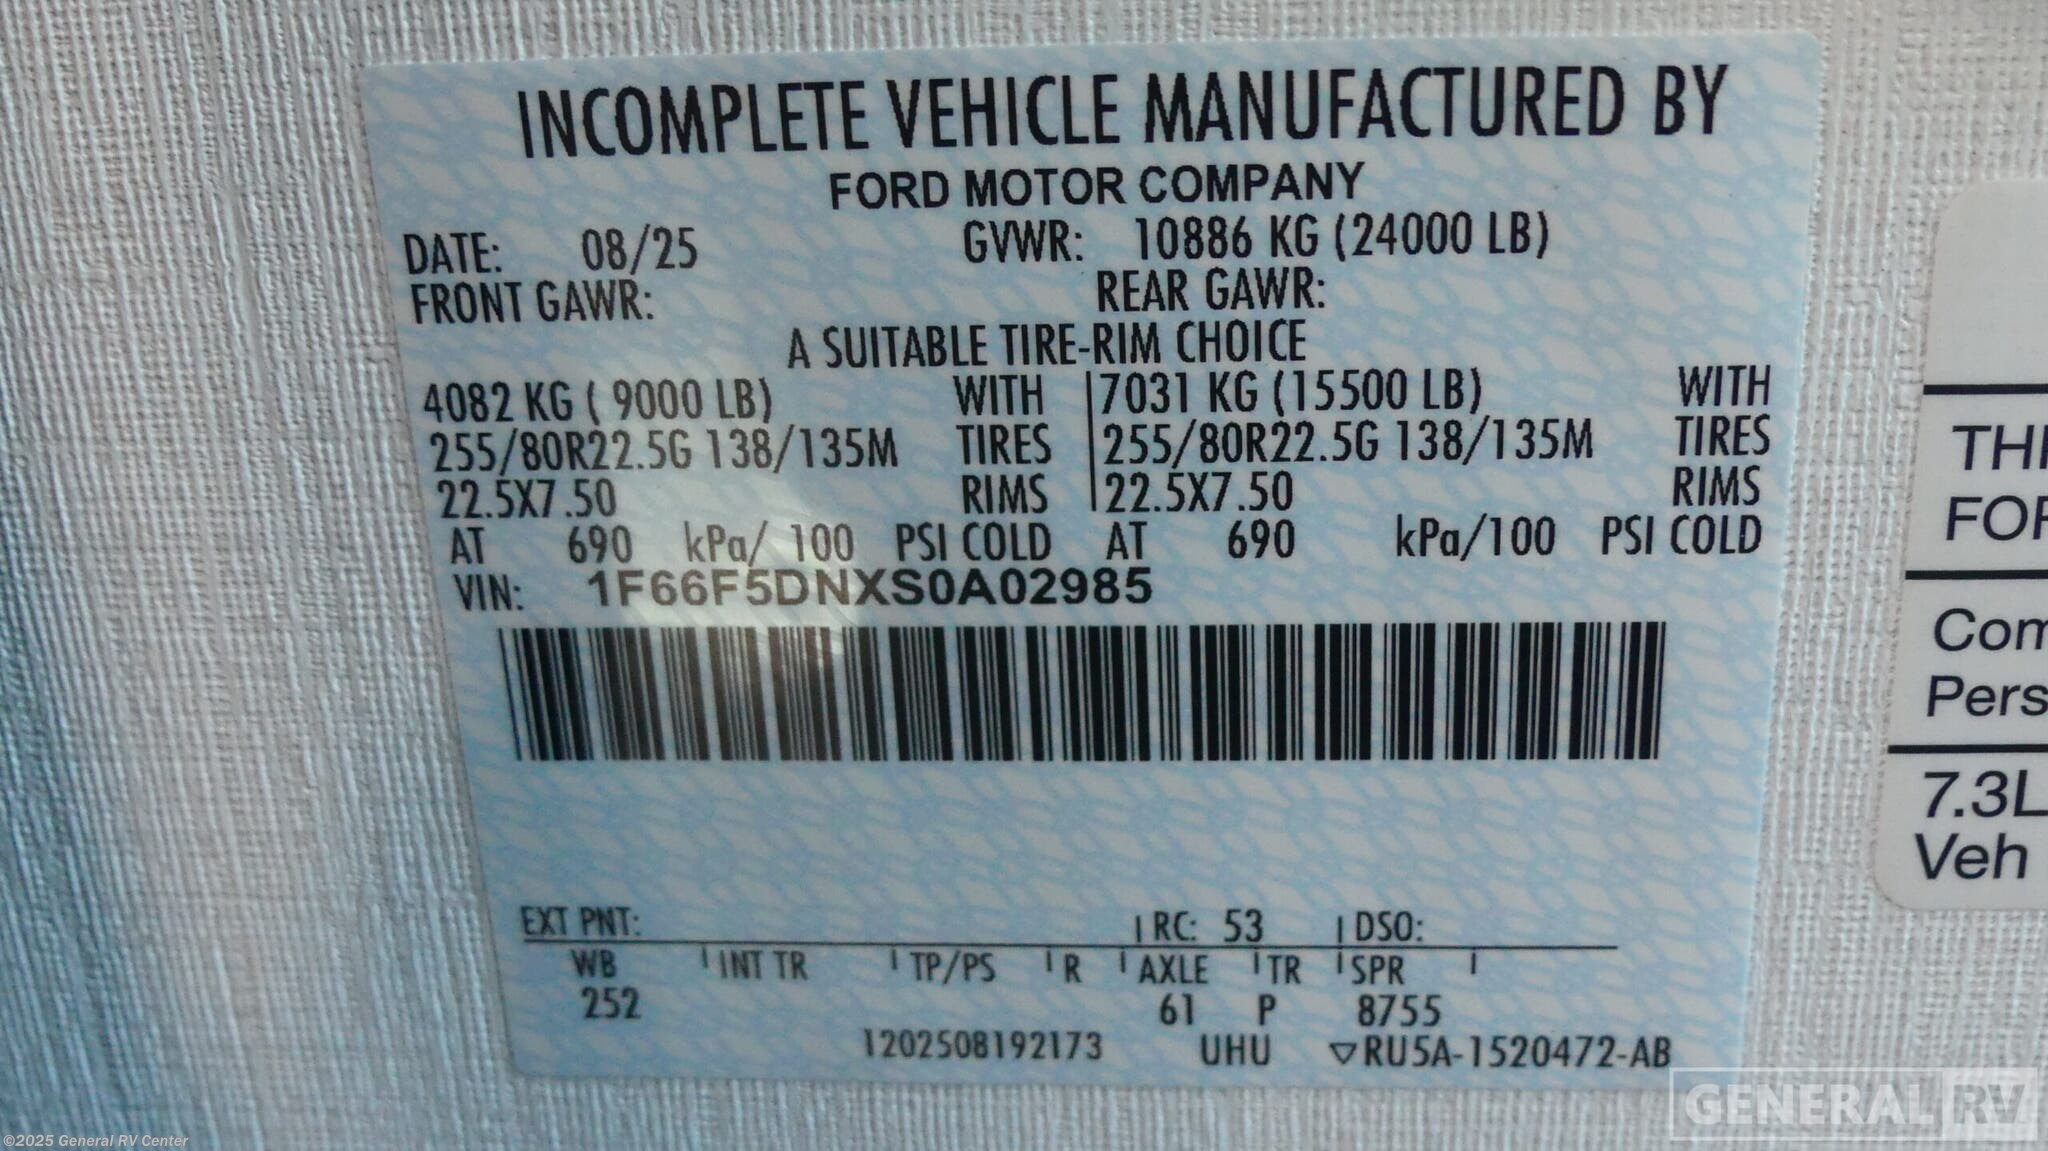 INCOMPLETE VEHICLE MANUFACTURED BY
FORD MOTOR COMPANY
DATE: 08/25 GVWR: 10886 KG (24000 LB)
FRONT GAWR: REAR GAWR:
A SUITABLE TIRE-RIM CHOICE
4082 KG ( 9000 LB) WITH 7031 KG (15500 LB) WITH
255/80R22.5G 138/135M TIRES 255/80R22.5G 138/135M TIRES
22.5X7.50 RIMS 22.5X7.50 RIMS
AT 690 kPa/ 100 PSI COLD AT 690 kPa/100 PSI COLD
VIN: 1F66F5DNXS0A02985
EXT PNT: RC: 53 DSO:
WB INT TR TP/PS R AXLE TR SPR
252 61 P 8755
1202508192173 UHU ▽RU5A-1520472-AB
Com
Pers
7.3L
Veh
GENERAL RV
©2025 General RV Center